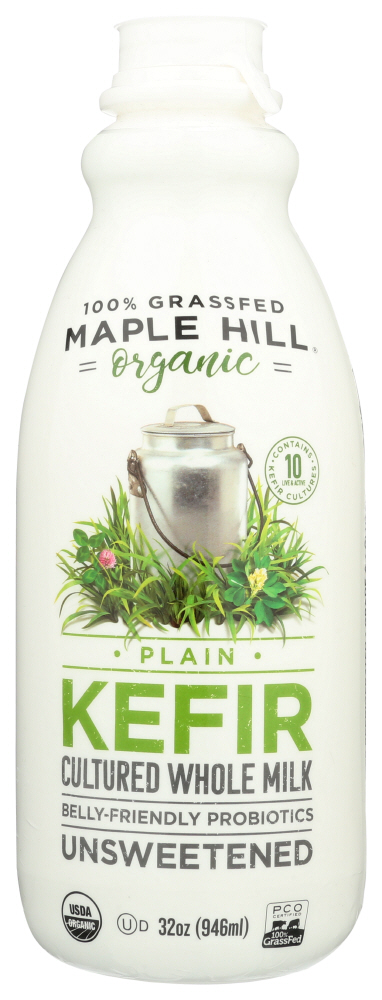 100% GRASSFED
MAPLE HILL®
= organic =
CONTAINS
10
LIVE & ACTIVE
KEFIR CULTURES
• PLAIN •
KEFIR
CULTURED WHOLE MILK
BELLY-FRIENDLY PROBIOTICS
UNSWEETENED
USDA
ORGANIC
U D 32oz (946ml)
PCO
CERTIFIED
100%
GrassFed